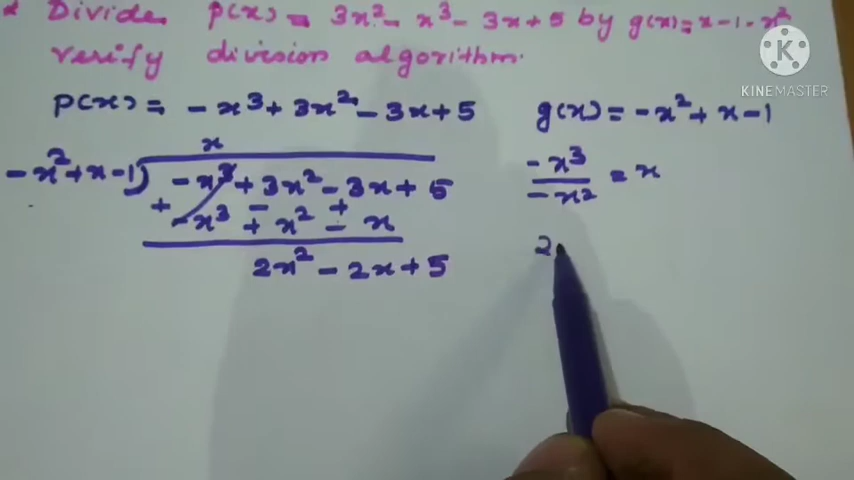 * Divide p(x) = 3x² - x³ - 3x + 5 by g(x) = x - 1 - x²
verify division algorithm.
K
KINEMASTER
p(x) = - x³ + 3x² - 3x + 5
g(x) = - x² + x - 1
x
- x² + x - 1 ) - x³ + 3x² - 3x + 5
+ - +
- x³ + x² - x
2x² - 2x + 5
- x³
/ - x² = x
2